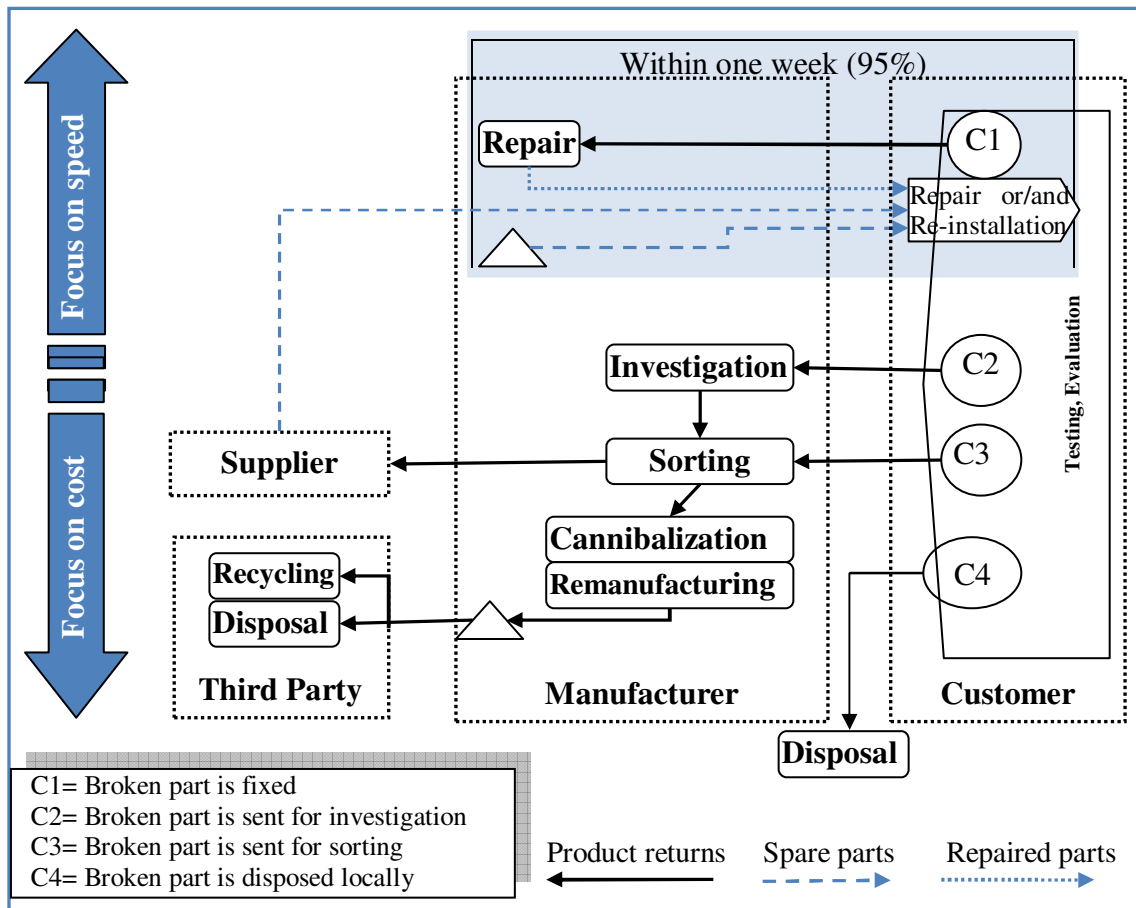 Within one week (95%)
Focus on speed
Focus on cost
Repair
C1
Repair or/and
Re-installation
Testing, Evaluation
Investigation
C2
Supplier
Sorting
C3
Cannibalization
Remanufacturing
Recycling
Disposal
C4
Third Party
Manufacturer
Customer
Disposal
C1= Broken part is fixed
C2= Broken part is sent for investigation
C3= Broken part is sent for sorting
C4= Broken part is disposed locally
Product returns
Spare parts
Repaired parts